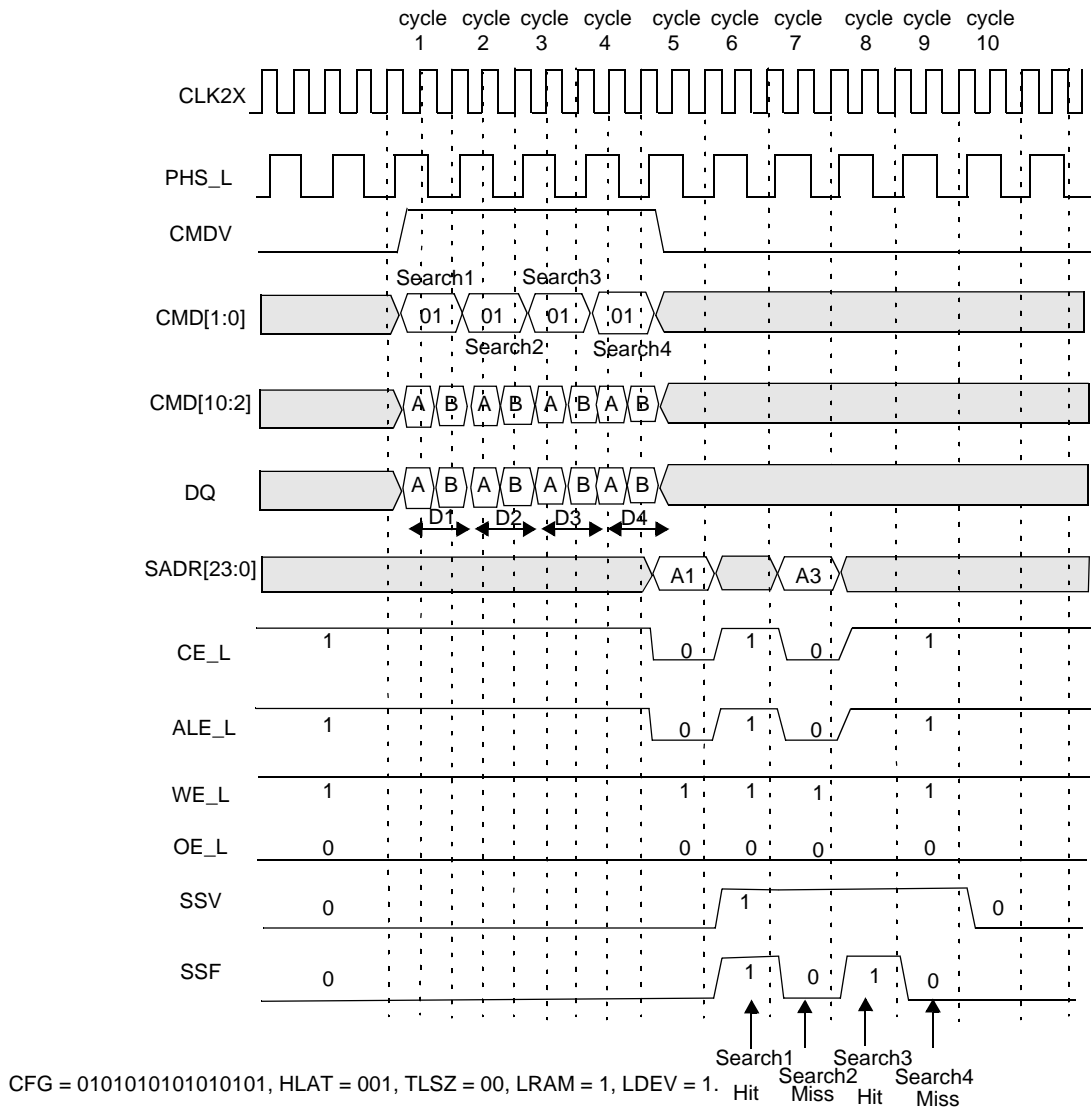 cycle cycle cycle cycle cycle cycle cycle cycle cycle cycle
1 2 3 4 5 6 7 8 9 10
CLK2X
PHS_L
CMDV
Search1 Search3
CMD[1:0] 01 01 01 01
Search2 Search4
CMD[10:2] A B A B A B A B
DQ A B A B A B A B
D1 D2 D3 D4
SADR[23:0] A1 A3
CE_L 1 0 1 0 1
ALE_L 1 0 1 0 1
WE_L 1 1 1 1 1
OE_L 0 0 0 0 0
SSV 0 1 0
SSF 0 1 0 1 0
Search1 Search3
Search2 Search4
Hit Miss Hit Miss
CFG = 0101010101010101, HLAT = 001, TLSZ = 00, LRAM = 1, LDEV = 1.